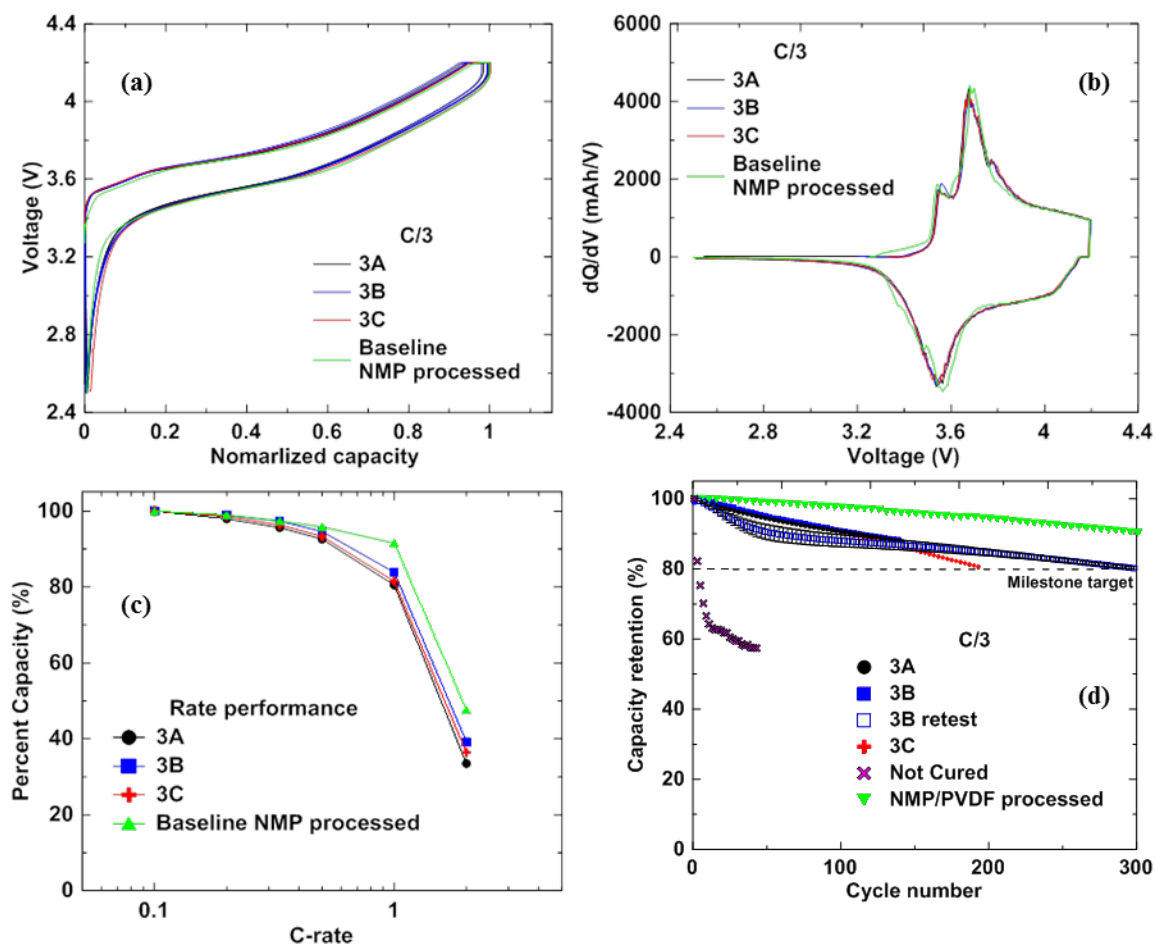 4.4
4
3.6
3.2
2.8
2.4
Voltage (V)
0
0.2
0.4
0.6
0.8
1
Nomarlized capacity
(a)
C/3
3A
3B
3C
Baseline
NMP processed
6000
4000
2000
0
-2000
-4000
dQ/dV (mAh/V)
2.4
2.8
3.2
3.6
4
4.4
Voltage (V)
(b)
C/3
3A
3B
3C
Baseline
NMP processed
100
80
60
40
20
0
Percent Capacity (%)
0.1
1
C-rate
(c)
Rate performance
3A
3B
3C
Baseline NMP processed
100
80
60
40
20
0
Capacity retention (%)
0
100
200
300
Cycle number
Milestone target
(d)
C/3
3A
3B
3B retest
3C
Not Cured
NMP/PVDF processed